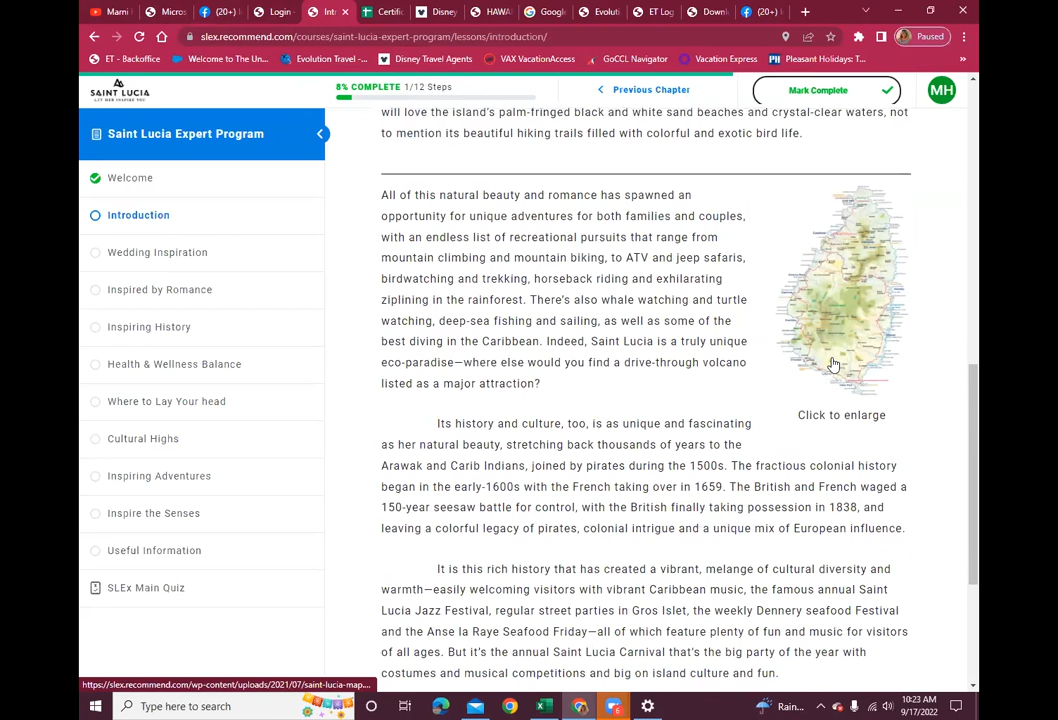 Marni
Micros
(20+)
Login -
Intr
Certific
Disney
HAWA
Google
Evoluti
ET Log
Downl
(20+)
slex.recommend.com/courses/saint-lucia-expert-program/lessons/introduction/
Paused
ET - Backoffice
Welcome to The Un...
Evolution Travel -...
Disney Travel Agents
VAX VacationAccess
GoCCL Navigator
Vacation Express
Pleasant Holidays: T...
SAINT LUCIA
LET HER INSPIRE YOU
8% COMPLETE 1/12 Steps
Previous Chapter
Mark Complete
MH
Saint Lucia Expert Program
Welcome
Introduction
Wedding Inspiration
Inspired by Romance
Inspiring History
Health & Wellness Balance
Where to Lay Your head
Cultural Highs
Inspiring Adventures
Inspire the Senses
Useful Information
SLEx Main Quiz
will love the island's palm-fringed black and white sand beaches and crystal-clear waters, not
to mention its beautiful hiking trails filled with colorful and exotic bird life.
All of this natural beauty and romance has spawned an
opportunity for unique adventures for both families and couples,
with an endless list of recreational pursuits that range from
mountain climbing and mountain biking, to ATV and jeep safaris,
birdwatching and trekking, horseback riding and exhilarating
ziplining in the rainforest. There's also whale watching and turtle
watching, deep-sea fishing and sailing, as well as some of the
best diving in the Caribbean. Indeed, Saint Lucia is a truly unique
eco-paradise—where else would you find a drive-through volcano
listed as a major attraction?
Click to enlarge
Its history and culture, too, is as unique and fascinating
as her natural beauty, stretching back thousands of years to the
Arawak and Carib Indians, joined by pirates during the 1500s. The fractious colonial history
began in the early-1600s with the French taking over in 1659. The British and French waged a
150-year seesaw battle for control, with the British finally taking possession in 1838, and
leaving a colorful legacy of pirates, colonial intrigue and a unique mix of European influence.
It is this rich history that has created a vibrant, melange of cultural diversity and
warmth—easily welcoming visitors with vibrant Caribbean music, the famous annual Saint
Lucia Jazz Festival, regular street parties in Gros Islet, the weekly Dennery seafood Festival
and the Anse la Raye Seafood Friday—all of which feature plenty of fun and music for visitors
of all ages. But it's the annual Saint Lucia Carnival that's the big party of the year with
costumes and musical competitions and big on island culture and fun.
https://slex.recommend.com/wp-content/uploads/2021/07/saint-lucia-map....
Type here to search
Rain...
10:23 AM
9/17/2022